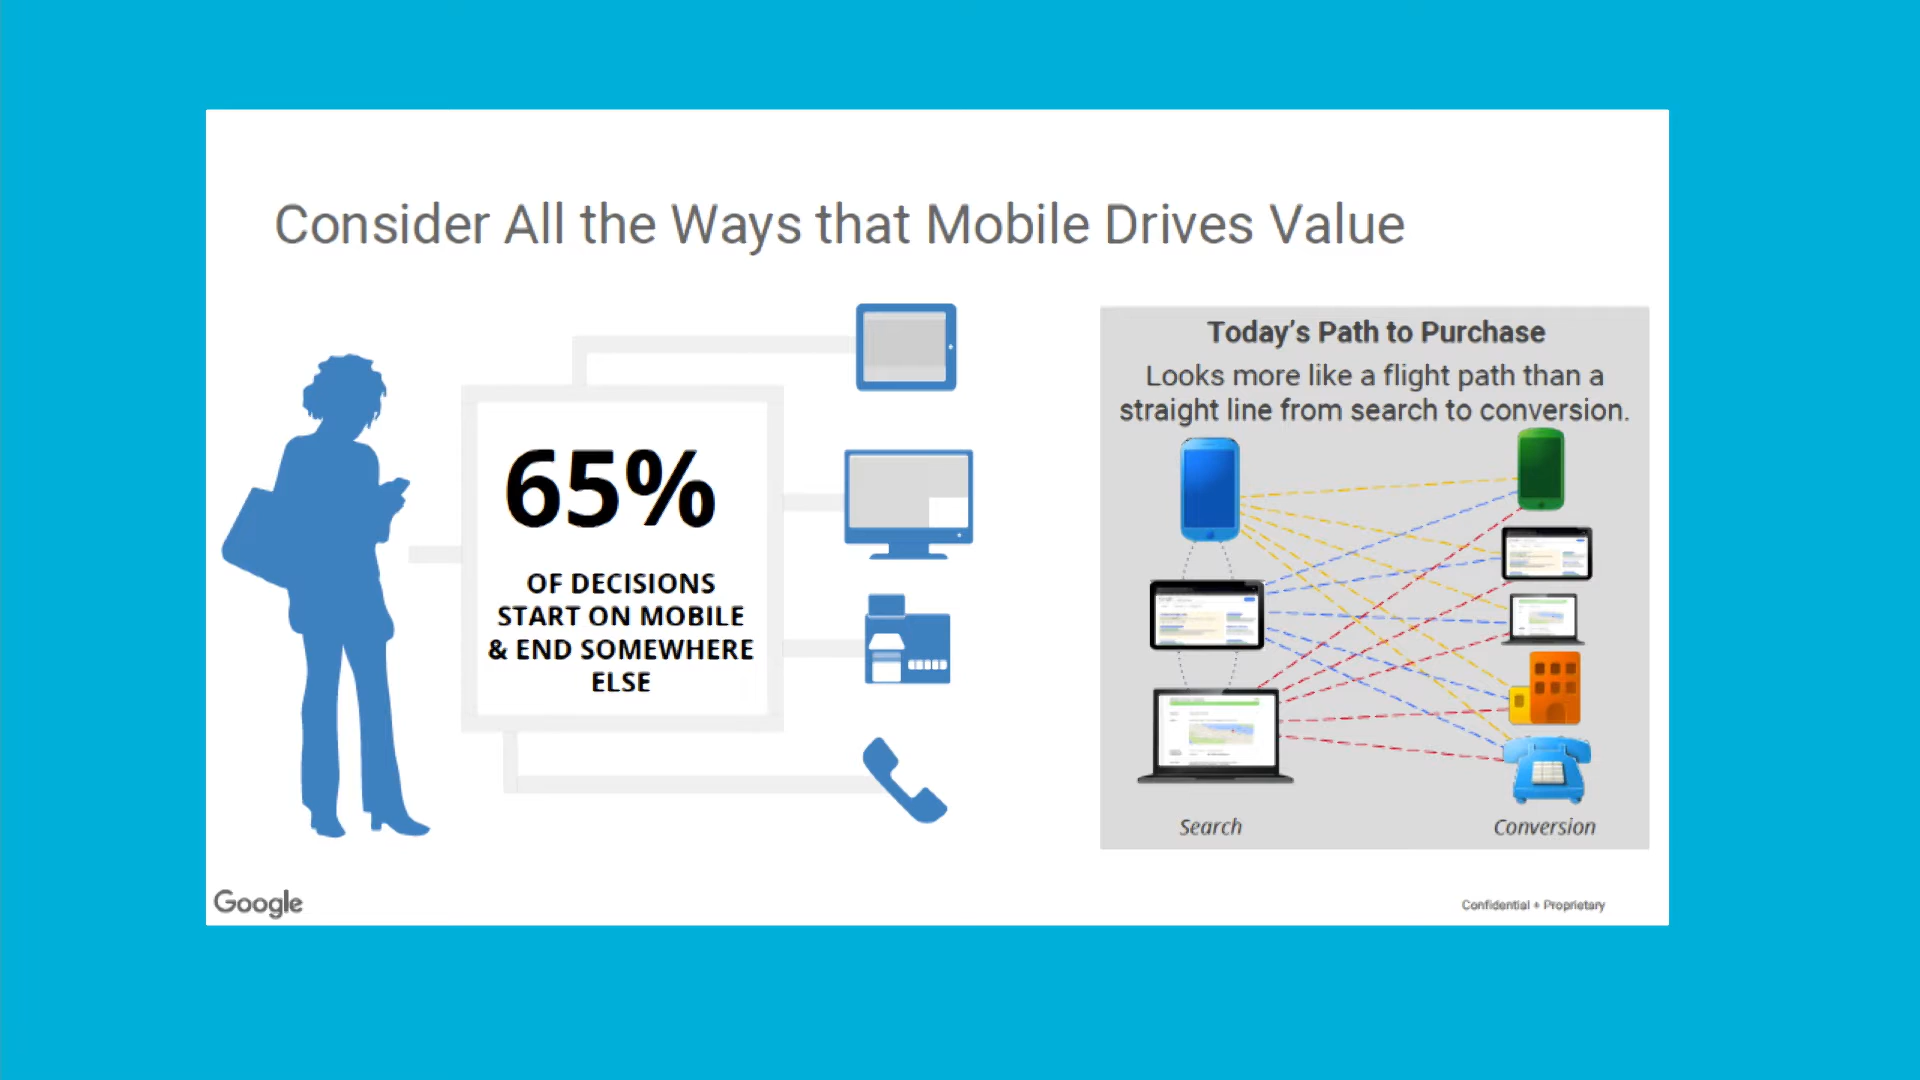 Consider All the Ways that Mobile Drives Value
65%
OF DECISIONS
START ON MOBILE
& END SOMEWHERE
ELSE
Today's Path to Purchase
Looks more like a flight path than a
straight line from search to conversion.
Search
Conversion
Google
Confidential + Proprietary